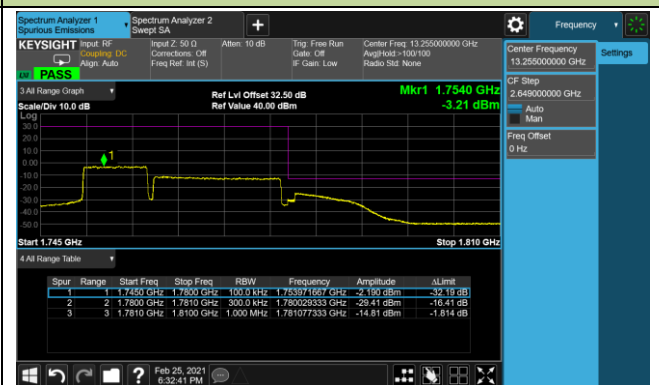 Spectrum Analyzer 1
Spurious Emissions
Spectrum Analyzer 2
Swept SA
+
Frequency
KEYSIGHT
Input: RF
Coupling: DC
Align: Auto
Input Z: 50 Ω
Corrections: Off
Freq Ref: Int (S)
Atten: 10 dB
Trig: Free Run
Gate: Off
IF Gain: Low
Center Freq: 13.255000000 GHz
Avg|Hold:>100/100
Radio Std: None
PASS
Center Frequency
13.255000000 GHz
Settings
CF Step
2.649000000 GHz
Auto
Man
Freq Offset
0 Hz
3 All Range Graph
Scale/Div 10.0 dB
Ref Lvl Offset 32.50 dB
Ref Value 40.00 dBm
Mkr1 1.7540 GHz
-3.21 dBm
Log
30.0
20.0
10.0
0.00
-10.0
-20.0
-30.0
-40.0
-50.0
1
Start 1.745 GHz
Stop 1.810 GHz
4 All Range Table
Spur Range Start Freq Stop Freq RBW Frequency Amplitude ΔLimit
1 1 1.7450 GHz 1.7800 GHz 100.0 kHz 1.753971667 GHz -2.190 dBm -32.19 dB
2 2 1.7800 GHz 1.7810 GHz 300.0 kHz 1.780029333 GHz -29.41 dBm -16.41 dB
3 3 1.7810 GHz 1.8100 GHz 1.000 MHz 1.781077333 GHz -14.81 dBm -1.814 dB
?
Feb 25, 2021
6:32:41 PM